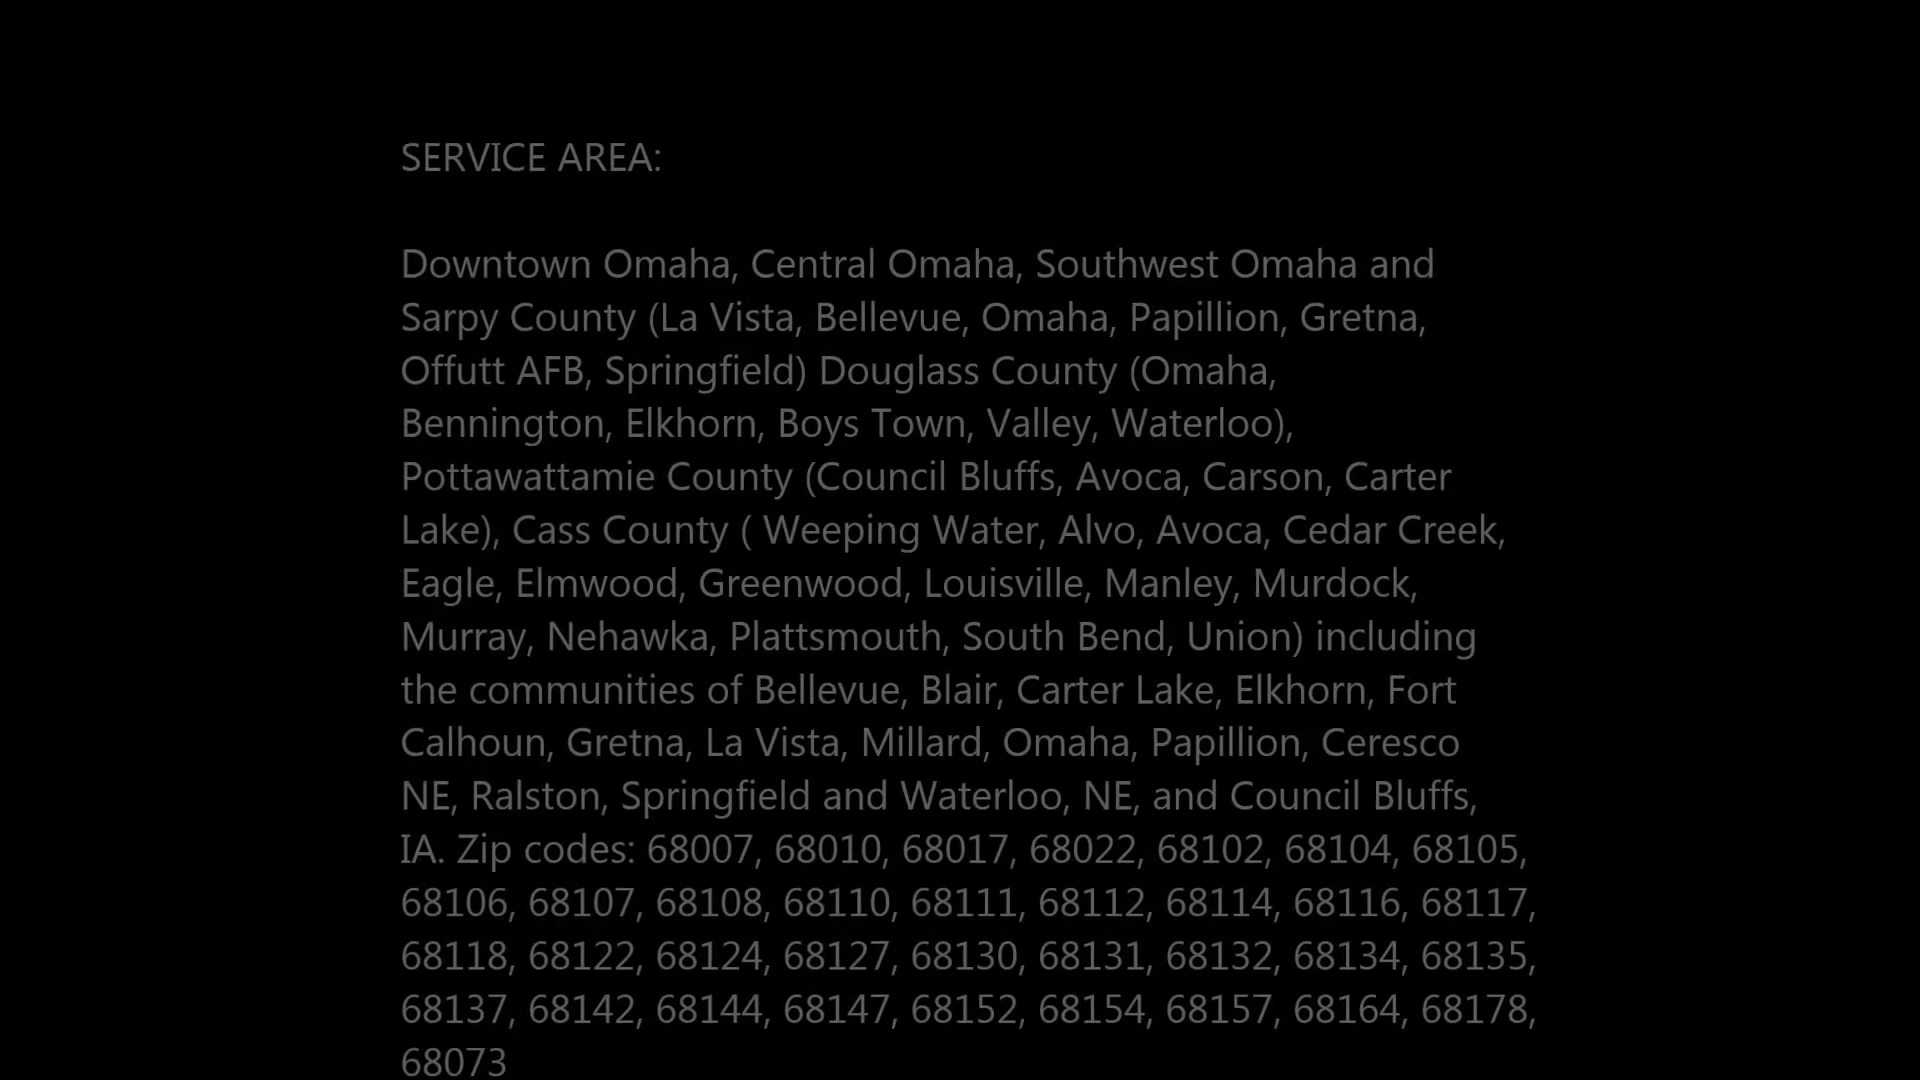 SERVICE AREA:
Downtown Omaha, Central Omaha, Southwest Omaha and
Sarpy County (La Vista, Bellevue, Omaha, Papillion, Gretna,
Offutt AFB, Springfield) Douglass County (Omaha,
Bennington, Elkhorn, Boys Town, Valley, Waterloo),
Pottawattamie County (Council Bluffs, Avoca, Carson, Carter
Lake), Cass County ( Weeping Water, Alvo, Avoca, Cedar Creek,
Eagle, Elmwood, Greenwood, Louisville, Manley, Murdock,
Murray, Nehawka, Plattsmouth, South Bend, Union) including
the communities of Bellevue, Blair, Carter Lake, Elkhorn, Fort
Calhoun, Gretna, La Vista, Millard, Omaha, Papillion, Ceresco
NE, Ralston, Springfield and Waterloo, NE, and Council Bluffs,
IA. Zip codes: 68007, 68010, 68017, 68022, 68102, 68104, 68105,
68106, 68107, 68108, 68110, 68111, 68112, 68114, 68116, 68117,
68118, 68122, 68124, 68127, 68130, 68131, 68132, 68134, 68135,
68137, 68142, 68144, 68147, 68152, 68154, 68157, 68164, 68178,
68073